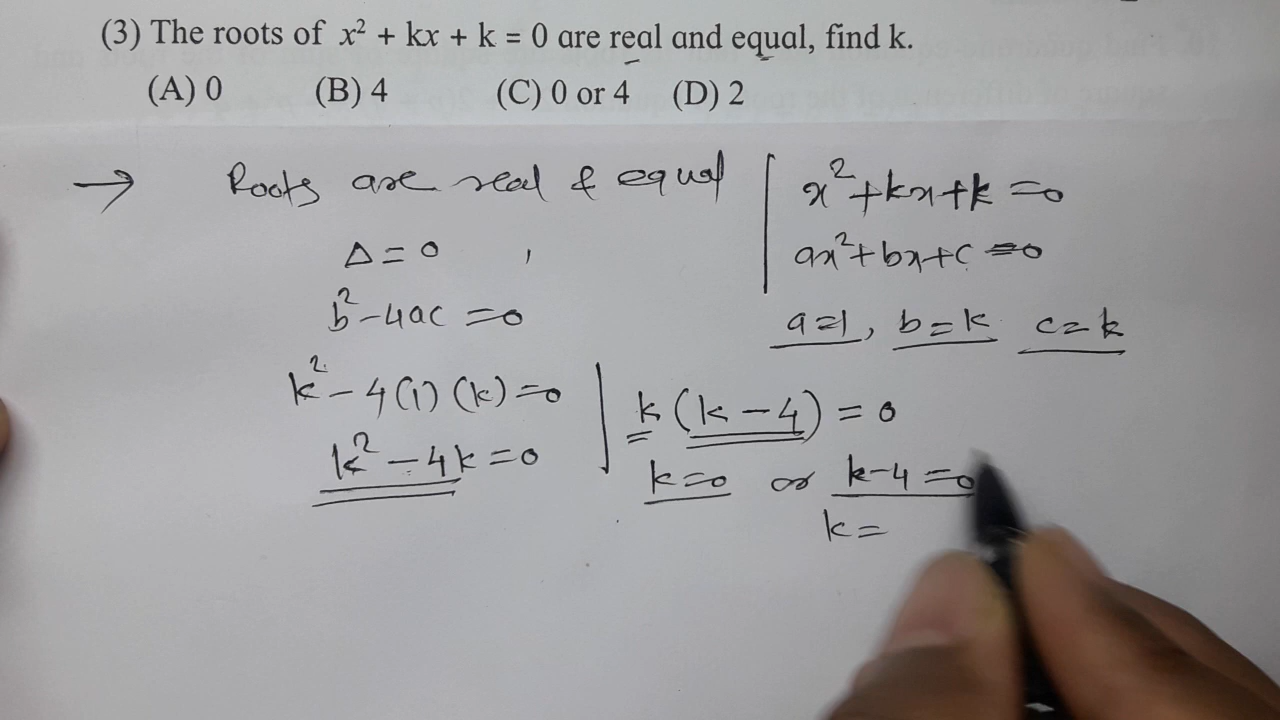 (3) The roots of x² + kx + k = 0 are real and equal, find k.
(A) 0 (B) 4 (C) 0 or 4 (D) 2
→ Roots are real & equal
Δ = 0 ,
b² - 4ac = 0
k² - 4(1)(k) = 0
k² - 4k = 0
x² + kx + k = 0
ax² + bx + c = 0
a = 1, b = k c = k
k(k - 4) = 0
k = 0 or k - 4 = 0
k =